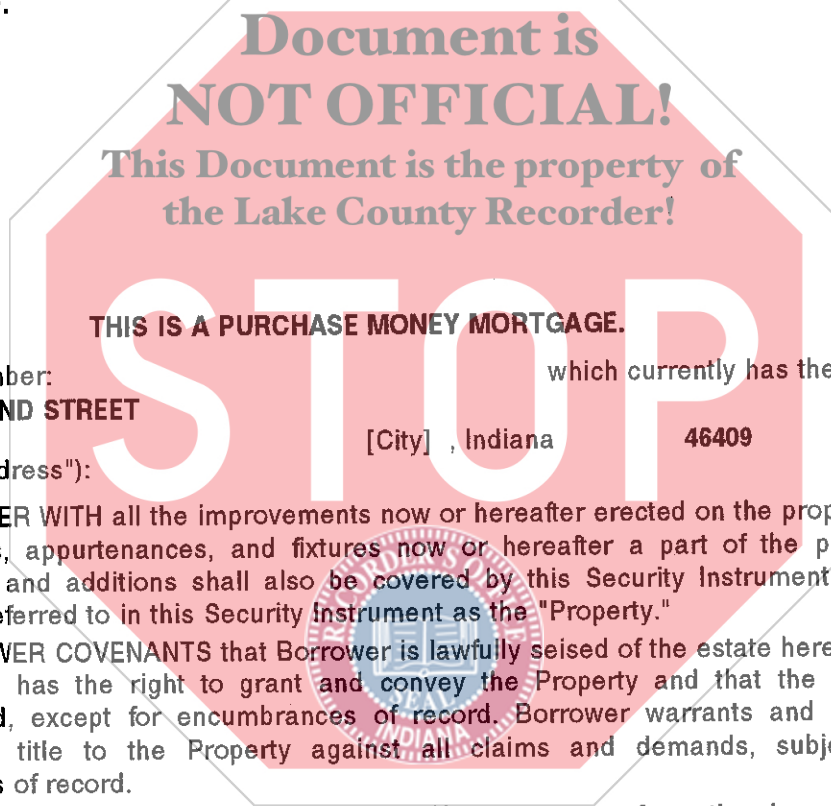 Document is
NOT OFFICIAL!
This Document is the property of
the Lake County Recorder!
STOP
THIS IS A PURCHASE MONEY MORTGAGE.
nber: which currently has the
ND STREET
[City] , Indiana 46409
dress"):
ER WITH all the improvements now or hereafter erected on the prop
s, appurtenances, and fixtures now or hereafter a part of the p
and additions shall also be covered by this Security Instrument
eferred to in this Security Instrument as the "Property."
WER COVENANTS that Borrower is lawfully seised of the estate here
has the right to grant and convey the Property and that the
d, except for encumbrances of record. Borrower warrants and
title to the Property against all claims and demands, subje
s of record.
RECORDER'S OFFICE
SEAL
INDIANA